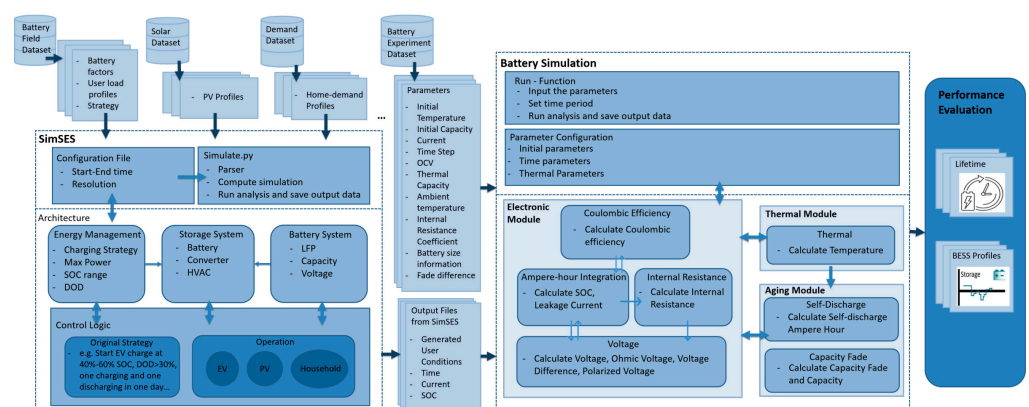 Battery
Field
Dataset
Solar
Dataset
Demand
Dataset
Battery
Experiment
Dataset
- Battery
factors
- User load
profiles
- Strategy
- PV Profiles
- Home-demand
Profiles
...
Parameters
- Initial
Temperature
- Initial Capacity
- Current
- Time Step
- OCV
- Thermal
Capacity
- Ambient
temperature
- Internal
Resistance
Coefficient
- Battery size
information
- Fade difference
SimSES
Configuration File
- Start-End time
- Resolution
Simulate.py
- Parser
- Compute simulation
- Run analysis and save output data
Architecture
Energy Management
- Charging Strategy
- Max Power
- SOC range
- DOD
Storage System
- Battery
- Converter
- HVAC
Battery System
- LFP
- Capacity
- Voltage
Control Logic
Original Strategy
- e.g. Start EV charge at
40%-60% SOC, DOD>30%,
one charging and one
discharging in one day...
Operation
EV
PV
Household
Output Files
from SimSES
- Generated
User
Conditions
- Time
- Current
- SOC
Battery Simulation
Run - Function
- Input the parameters
- Set time period
- Run analysis and save output data
Parameter Configuration
- Initial parameters
- Time parameters
- Thermal Parameters
Electronic
Module
Coulombic Efficiency
- Calculate Coulombic
efficiency
Ampere-hour Integration
- Calculate SOC,
Leakage Current
Internal Resistance
- Calculate Internal
Resistance
Voltage
- Calculate Voltage, Ohmic Voltage, Voltage
Difference, Polarized Voltage
Thermal Module
Thermal
- Calculate Temperature
Aging Module
Self-Discharge
- Calculate Self-discharge
Ampere Hour
Capacity Fade
- Calculate Capacity Fade
and Capacity
Performance
Evaluation
Lifetime
BESS Profiles
Storage